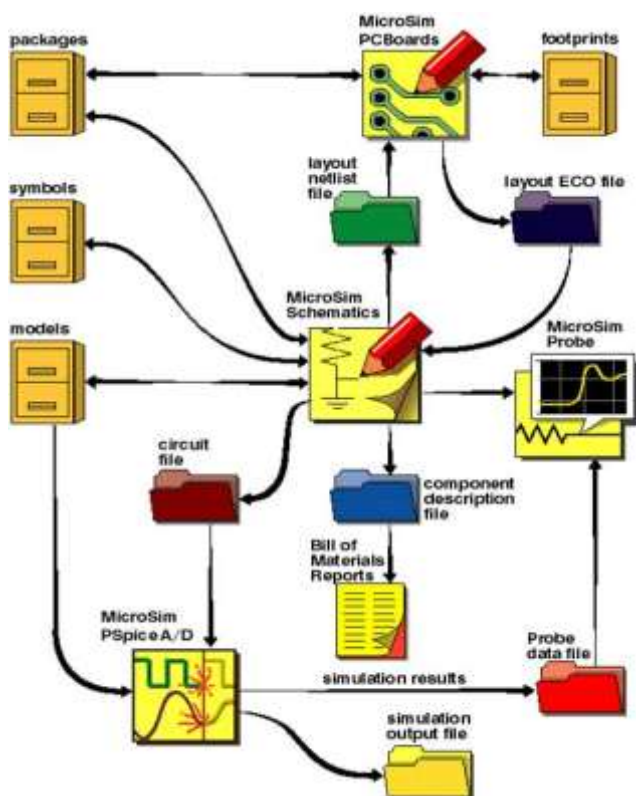 packages
MicroSim
PCBoards
footprints
symbols
layout
netlist
file
layout ECO file
models
MicroSim
Schematics
MicroSim
Probe
circuit
file
component
description
file
Bill of
Materials
Reports
MicroSim
PSpice A/D
simulation results
Probe
data file
simulation
output file